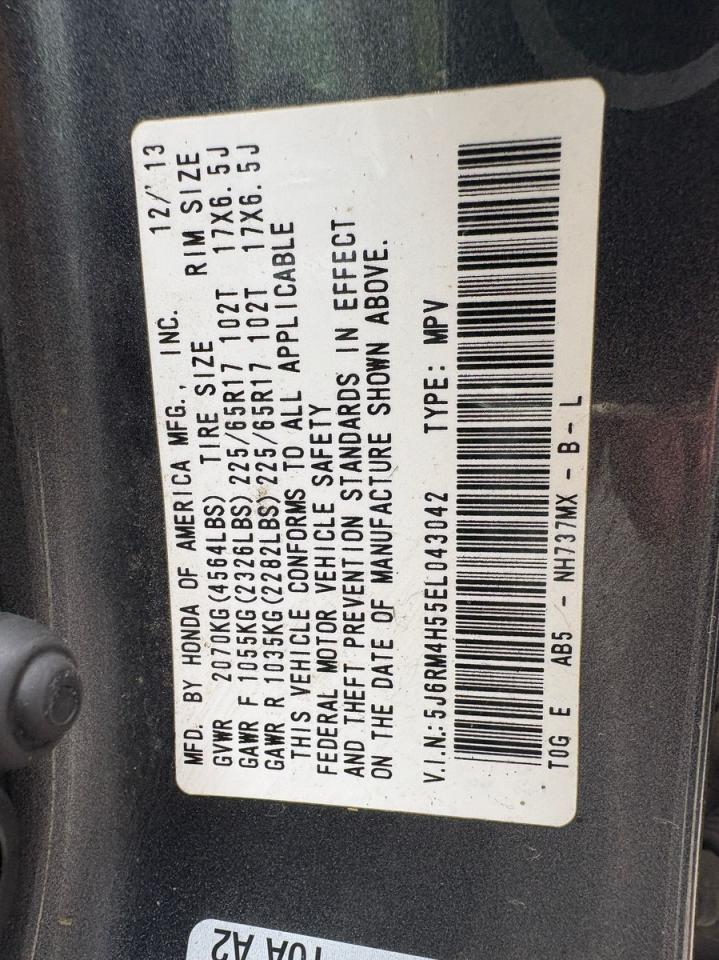 MFD. BY HONDA OF AMERICA MFG., INC. 12/'13
GVWR 2070KG(4564LBS) TIRE SIZE RIM SIZE
GAWR F 1055KG(2326LBS) 225/65R17 102T 17X6.5J
GAWR R 1035KG(2282LBS) 225/65R17 102T 17X6.5J
THIS VEHICLE CONFORMS TO ALL APPLICABLE
FEDERAL MOTOR VEHICLE SAFETY
AND THEFT PREVENTION STANDARDS IN EFFECT
ON THE DATE OF MANUFACTURE SHOWN ABOVE.
V.I.N.:5J6RM4H55EL043042 TYPE: MPV
T0G E AB5 - NH737MX - B - L
A2